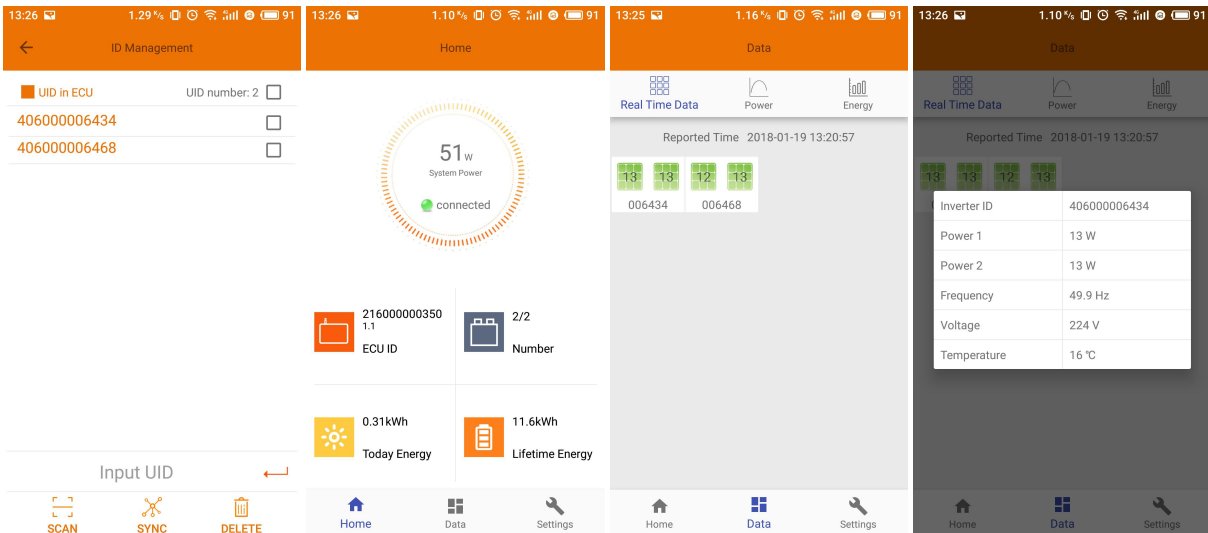 13:26 1.29 K/s 91
ID Management
UID in ECU UID number: 2
406000006434
406000006468
Input UID
SCAN SYNC DELETE
13:26 1.10 K/s 91
Home
51W
System Power
connected
216000000350
1.1
ECU ID
2/2
Number
0.31kWh
Today Energy
11.6kWh
Lifetime Energy
Home Data Settings
13:25 1.16 K/s 91
Data
Real Time Data Power Energy
Reported Time 2018-01-19 13:20:57
13 13 12 13
006434 006468
Home Data Settings
13:26 1.10 K/s 91
Data
Real Time Data Power Energy
Reported Time 2018-01-19 13:20:57
13 13 12 13
Inverter ID 406000006434
Power 1 13 W
Power 2 13 W
Frequency 49.9 Hz
Voltage 224 V
Temperature 16 ℃
Home Data Settings